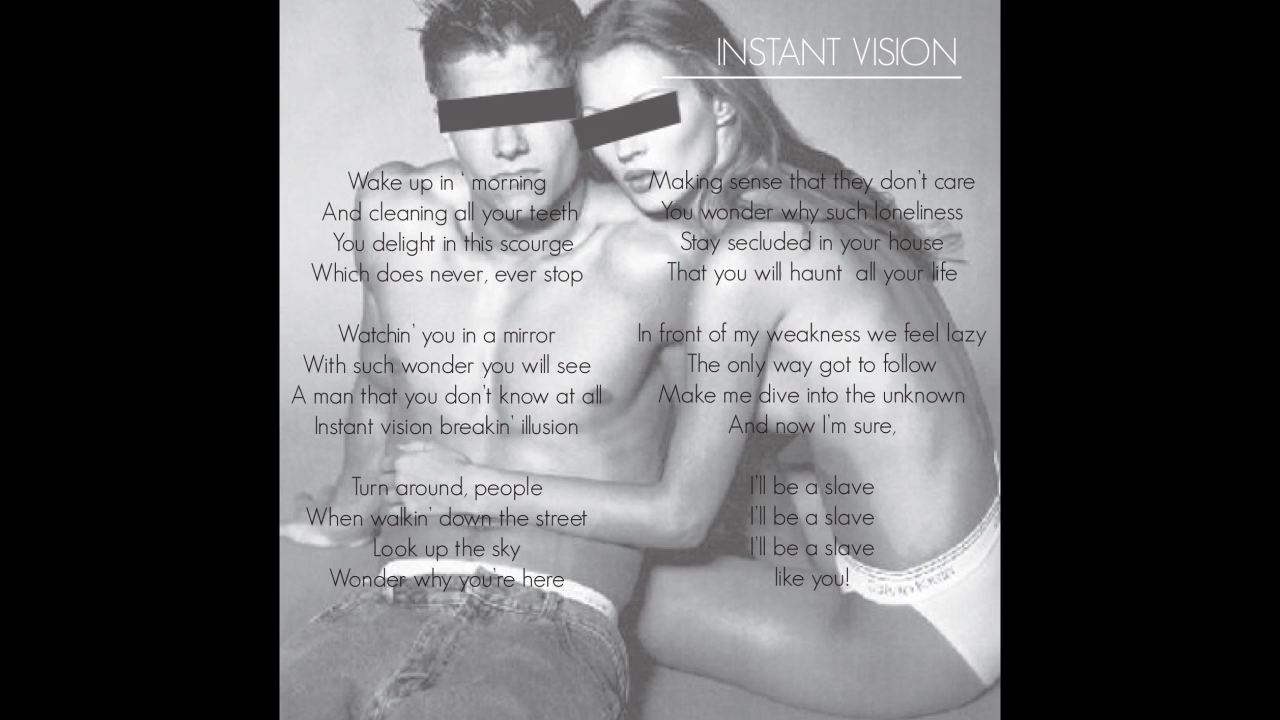 INSTANT VISION
Wake up in ' morning
And cleaning all your teeth
You delight in this scourge
Which does never, ever stop
Watchin' you in a mirror
With such wonder you will see
A man that you don't know at all
Instant vision breakin' illusion
Turn around, people
When walkin' down the street
Look up the sky
Wonder why you're here
Making sense that they don't care
You wonder why such loneliness
Stay secluded in your house
That you will haunt all your life
In front of my weakness we feel lazy
The only way got to follow
Make me dive into the unknown
And now I'm sure,
I'll be a slave
I'll be a slave
I'll be a slave
like you!
Calvin Klein